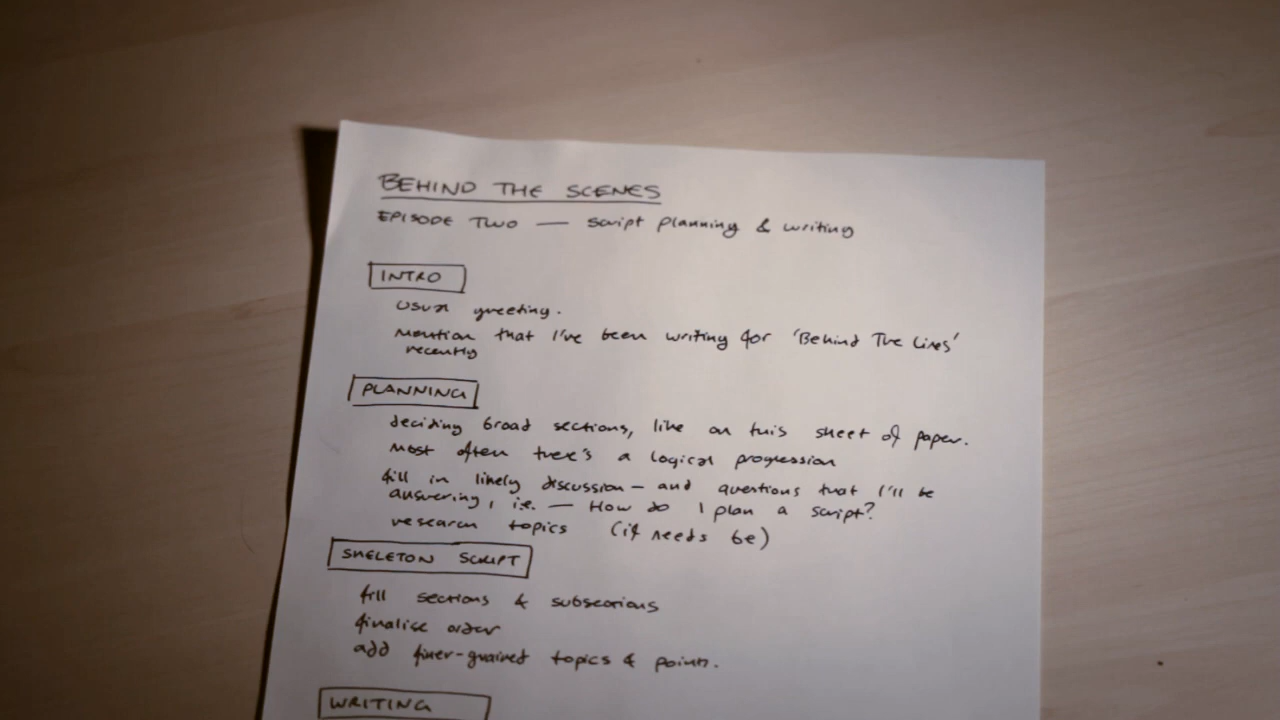 BEHIND THE SCENES
EPISODE TWO — script planning & writing
INTRO
usual greeting.
Mention that I've been writing for 'Behind The Lines'
recently
PLANNING
deciding broad sections, like on this sheet of paper.
Most often there's a logical progression
fill in likely discussion — and questions that I'll be
answering, i.e. — How do I plan a script?
research topics (if needs be)
SKELETON SCRIPT
fill sections & subsections
finalise order
add finer-grained topics & points.
WRITING